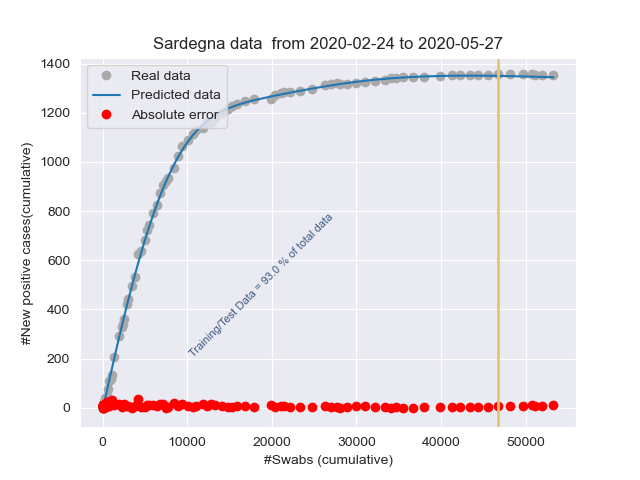 Sardegna data  from 2020-02-24 to 2020-05-27
1400
1200
1000
800
600
400
200
0
#New positive cases(cumulative)
Real data
Predicted data
Absolute error
Training/Test Data = 93.0 % of total data
0 10000 20000 30000 40000 50000
#Swabs (cumulative)